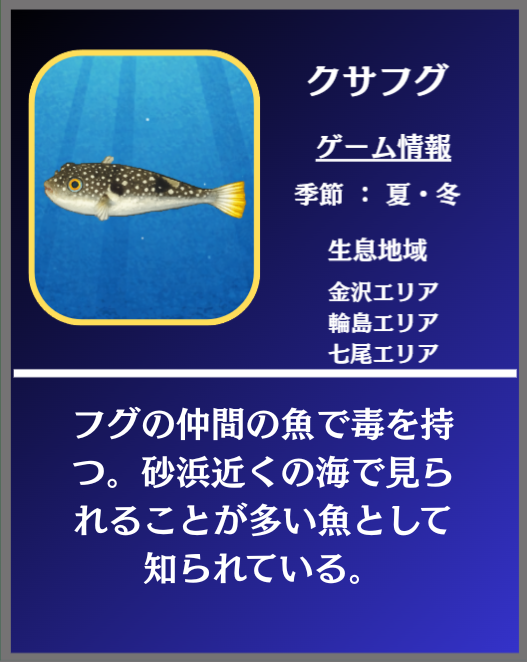 クサフグ
ゲーム情報
季節 : 夏・冬
生息地域
金沢エリア
輪島エリア
七尾エリア
フグの仲間の魚で毒を持
つ。砂浜近くの海で見ら
れることが多い魚として
知られている。